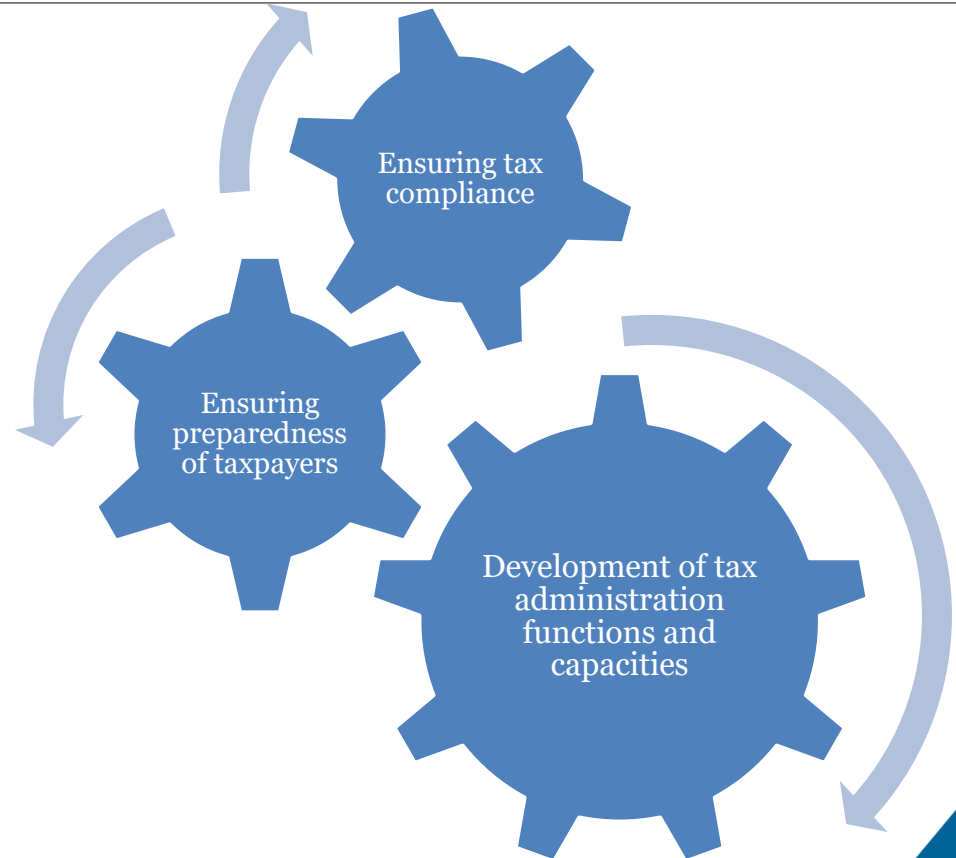 Ensuring tax
compliance
Ensuring
preparedness
of taxpayers
Development of tax
administration
functions and
capacities